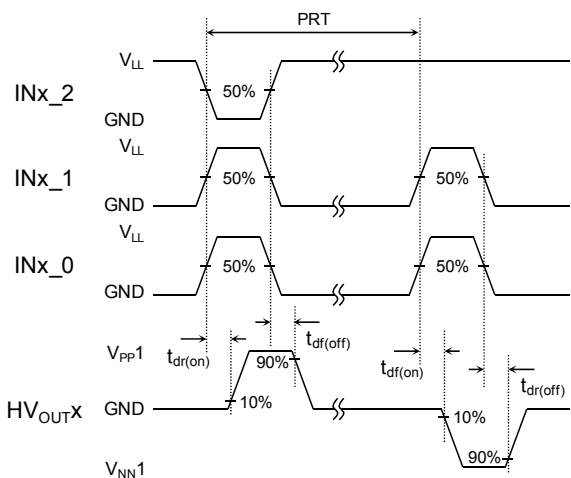 PRT
V_LL
INx_2
50%
GND
V_LL
INx_1
50%
50%
GND
V_LL
INx_0
50%
50%
GND
t_dr(on)
V_PP1
90%
t_df(off)
t_df(on)
t_dr(off)
HV_OUTx
GND
10%
10%
90%
V_NN1